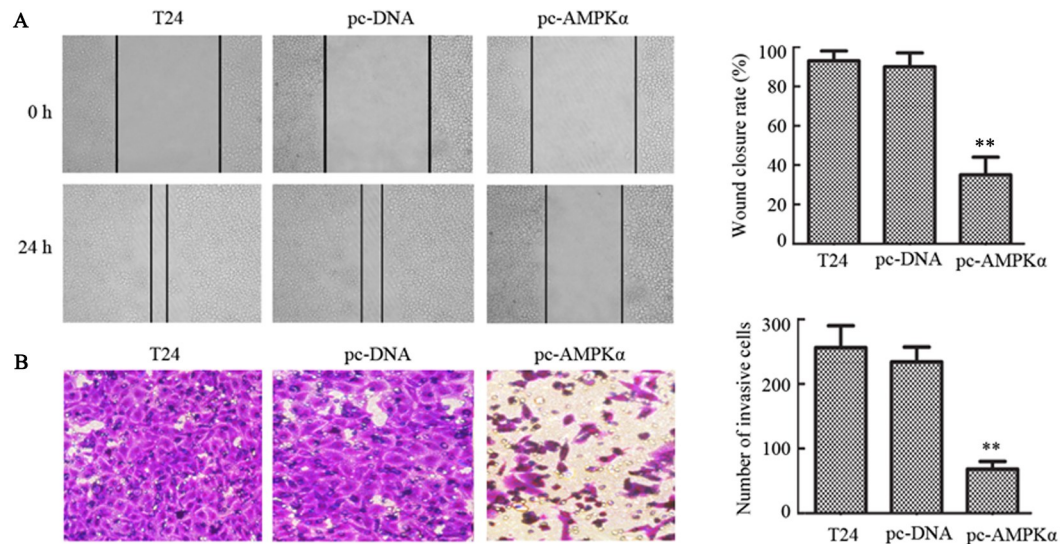 A
T24
pc-DNA
pc-AMPKα
0 h
24 h
Wound closure rate (%)
100
80
60
40
20
0
**
T24
pc-DNA
pc-AMPKα
B
T24
pc-DNA
pc-AMPKα
Number of invasive cells
300
200
100
0
**
T24
pc-DNA
pc-AMPKα